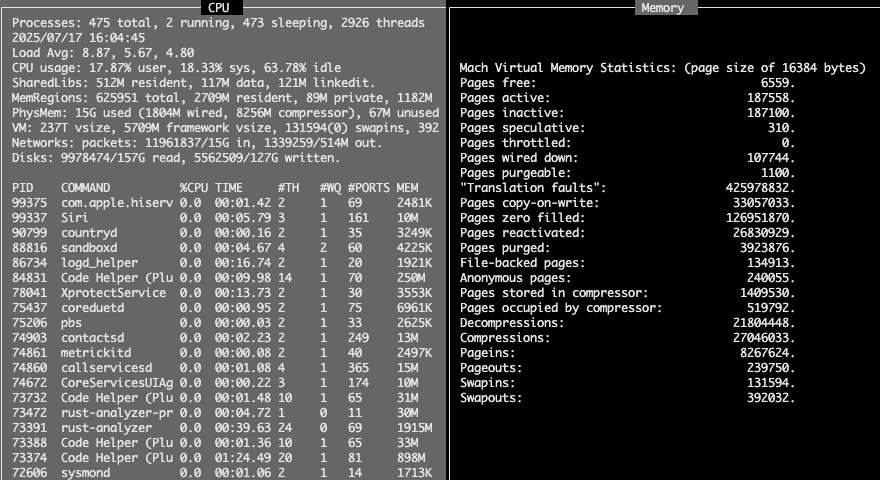 CPU
Processes: 475 total, 2 running, 473 sleeping, 2926 threads
2025/07/17 16:04:45
Load Avg: 8.87, 5.67, 4.80
CPU usage: 17.87% user, 18.33% sys, 63.78% idle
SharedLibs: 512M resident, 117M data, 121M linkedit.
MemRegions: 625951 total, 2709M resident, 89M private, 1182M
PhysMem: 15G used (1804M wired, 8256M compressor), 67M unused
VM: 237T vsize, 5709M framework vsize, 131594(0) swapins, 392
Networks: packets: 11961837/15G in, 1339259/514M out.
Disks: 9978474/157G read, 5562509/127G written.
PID COMMAND %CPU TIME #TH #WQ #PORTS MEM
99375 com.apple.hiserv 0.0 00:01.42 2 1 69 2481K
99337 Siri 0.0 00:05.79 3 1 161 10M
90799 countryd 0.0 00:00.16 2 1 35 3249K
88816 sandboxd 0.0 00:04.67 4 2 60 4225K
86734 logd_helper 0.0 00:16.74 2 1 20 1921K
84831 Code Helper (Plu 0.0 00:09.98 14 1 70 250M
78041 XprotectService 0.0 00:13.73 2 1 30 3553K
75437 coreduetd 0.0 00:00.95 2 1 75 6961K
75206 pbs 0.0 00:00.03 2 1 33 2625K
74903 contactsd 0.0 00:02.23 2 1 249 13M
74861 metrickitd 0.0 00:00.08 2 1 40 2497K
74860 callservicesd 0.0 00:01.08 4 1 365 15M
74672 CoreServicesUIAg 0.0 00:00.22 3 1 174 10M
73732 Code Helper (Plu 0.0 00:01.48 10 1 65 31M
73472 rust-analyzer-pr 0.0 00:04.72 1 0 11 30M
73391 rust-analyzer 0.0 00:39.63 24 0 69 1915M
73388 Code Helper (Plu 0.0 00:01.36 10 1 65 33M
73374 Code Helper (Plu 0.0 01:24.49 20 1 81 898M
72606 sysmond 0.0 00:01.06 2 1 14 1713K
Memory
Mach Virtual Memory Statistics: (page size of 16384 bytes)
Pages free: 6559.
Pages active: 187558.
Pages inactive: 187100.
Pages speculative: 310.
Pages throttled: 0.
Pages wired down: 107744.
Pages purgeable: 1100.
"Translation faults": 425978832.
Pages copy-on-write: 33057033.
Pages zero filled: 126951870.
Pages reactivated: 26830929.
Pages purged: 3923876.
File-backed pages: 134913.
Anonymous pages: 240055.
Pages stored in compressor: 1409530.
Pages occupied by compressor: 519792.
Decompressions: 21804448.
Compressions: 27046033.
Pageins: 8267624.
Pageouts: 239750.
Swapins: 131594.
Swapouts: 392032.